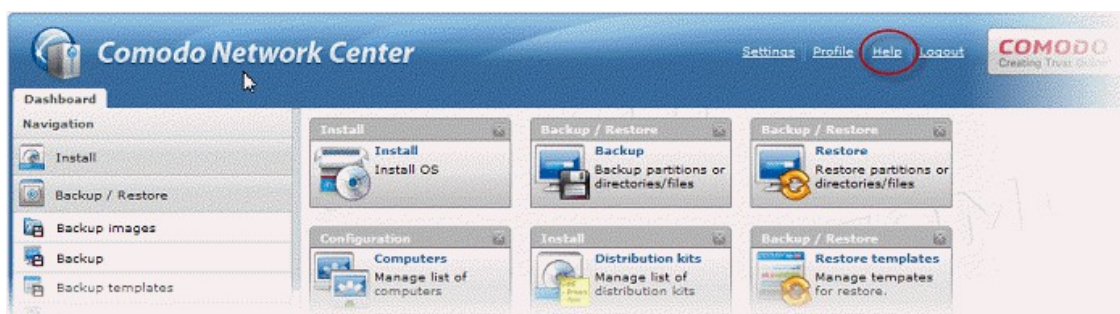 Comodo Network Center
Settings Profile Help Logout
COMODO
Creating Trust Online
Dashboard
Navigation
Install
Backup / Restore
Backup images
Backup
Backup templates
Install
Install
Install OS
Backup / Restore
Backup
Backup partitions or
directories/files
Backup / Restore
Restore
Restore partitions or
directories/files
Configuration
Computers
Manage list of
computers
Install
Distribution kits
Manage list of
distribution kits
Backup / Restore
Restore templates
Manage tempates
for restore.